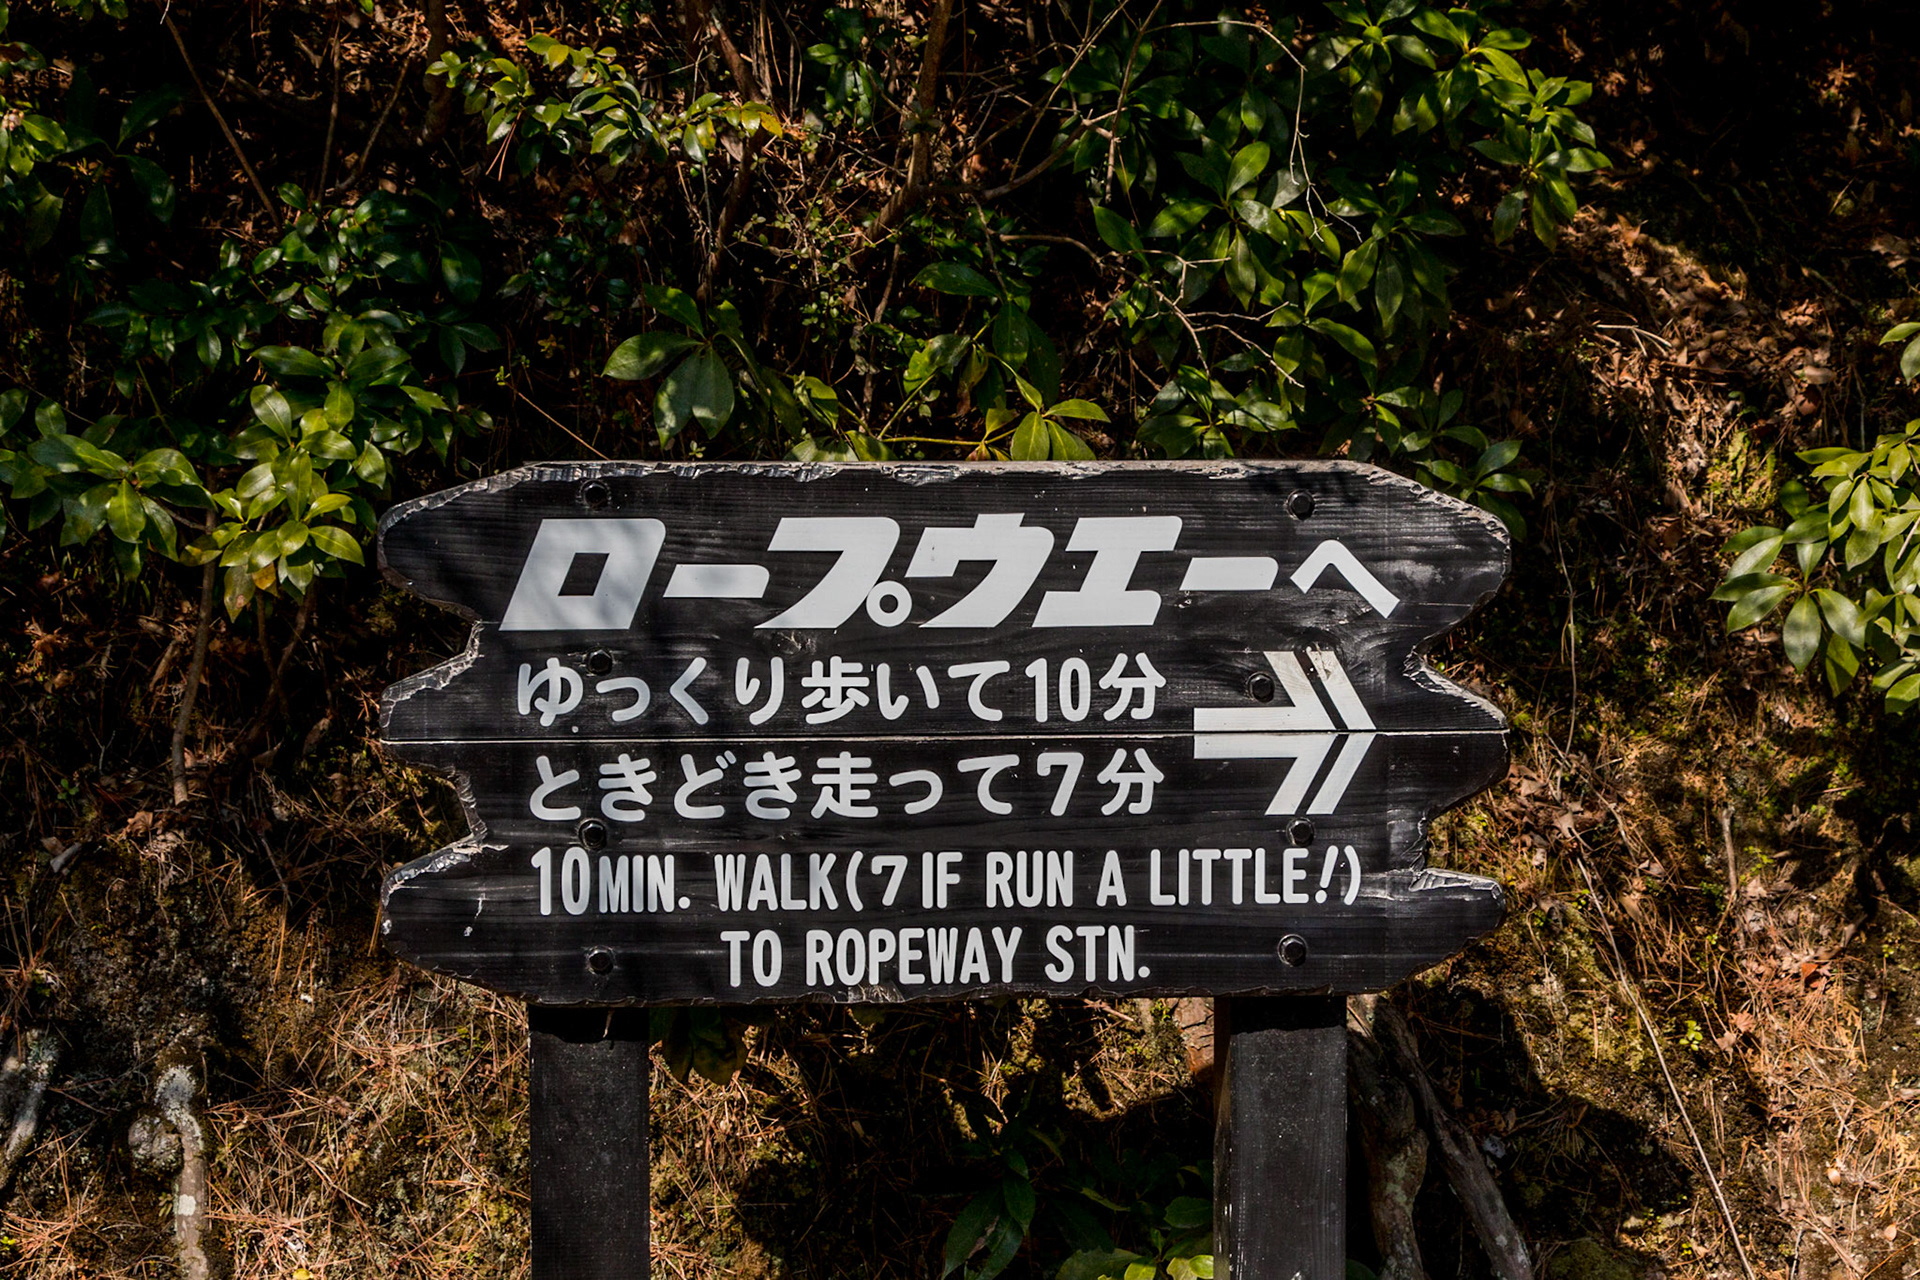 ロープウエーへ
ゆっくり歩いて10分
ときどき走って7分
10MIN. WALK(7 IF RUN A LITTLE!)
TO ROPEWAY STN.